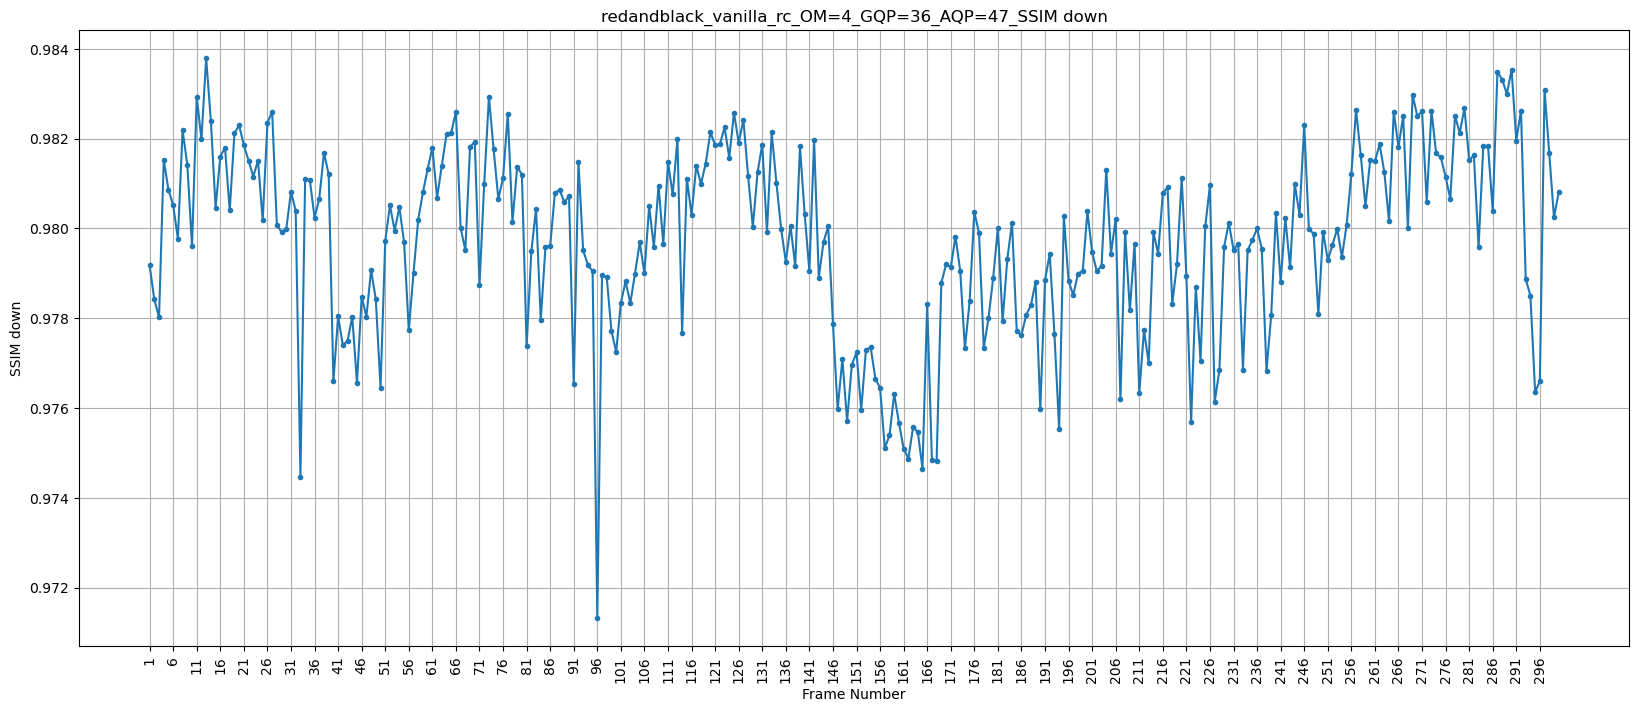 redandblack_vanilla_rc_OM=4_GQP=36_AQP=47_SSIM down
SSIM down
0.984
0.982
0.980
0.978
0.976
0.974
0.972
1 6 11 16 21 26 31 36 41 46 51 56 61 66 71 76 81 86 91 96 101 106 111 116 121 126 131 136 141 146 151 156 161 166 171 176 181 186 191 196 201 206 211 216 221 226 231 236 241 246 251 256 261 266 271 276 281 286 291 296
Frame Number